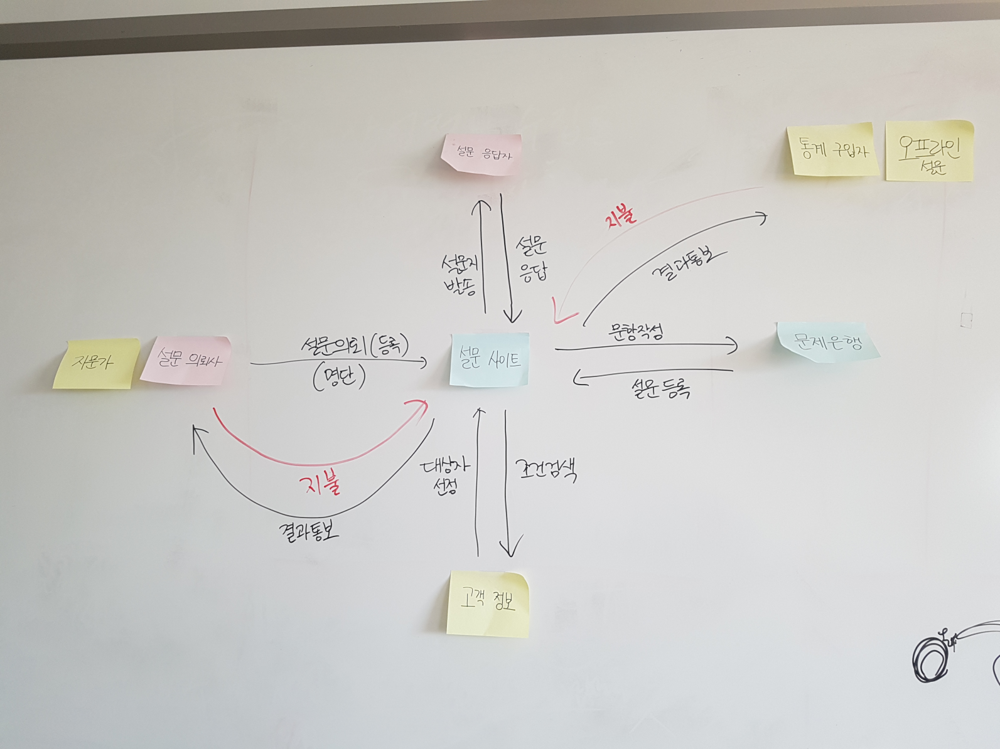 설문 응답자
통계 구입자
오프라인
설문
지불
결과통보
설문지
발송
설문
응답
자문가
설문 의뢰사
설문의뢰(등록)
(명단)
설문 사이트
문항작성
설문등록
문제은행
지불
결과통보
대상자
선정
조건검색
고객 정보